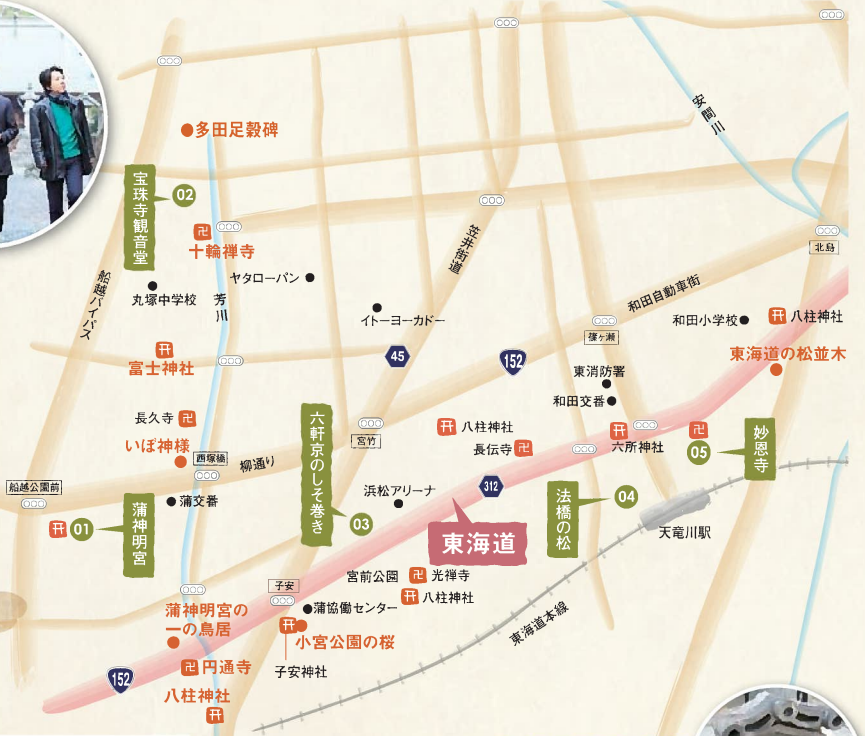 安間川
多田足穀碑
宝珠寺観音堂
02
十輪禅寺
北島
笠井街道
船越バイパス
ヤタローパン
丸塚中学校
芳川
イトーヨーカドー
和田自動車街
和田小学校
八柱神社
篠ヶ瀬
富士神社
45
152
東海道の松並木
東消防署
和田交番
長久寺
六軒京のしそ巻き
八柱神社
長伝寺
六所神社
妙恩寺
05
いぼ神様
西塚橋
柳通り
宮竹
船越公園前
蒲神明宮
01
蒲交番
浜松アリーナ
312
03
法橋の松
04
東海道
天竜川駅
子安
宮前公園
光禅寺
八柱神社
蒲協働センター
蒲神明宮の
一の鳥居
小宮公園の桜
東海道本線
152
円通寺
子安神社
八柱神社